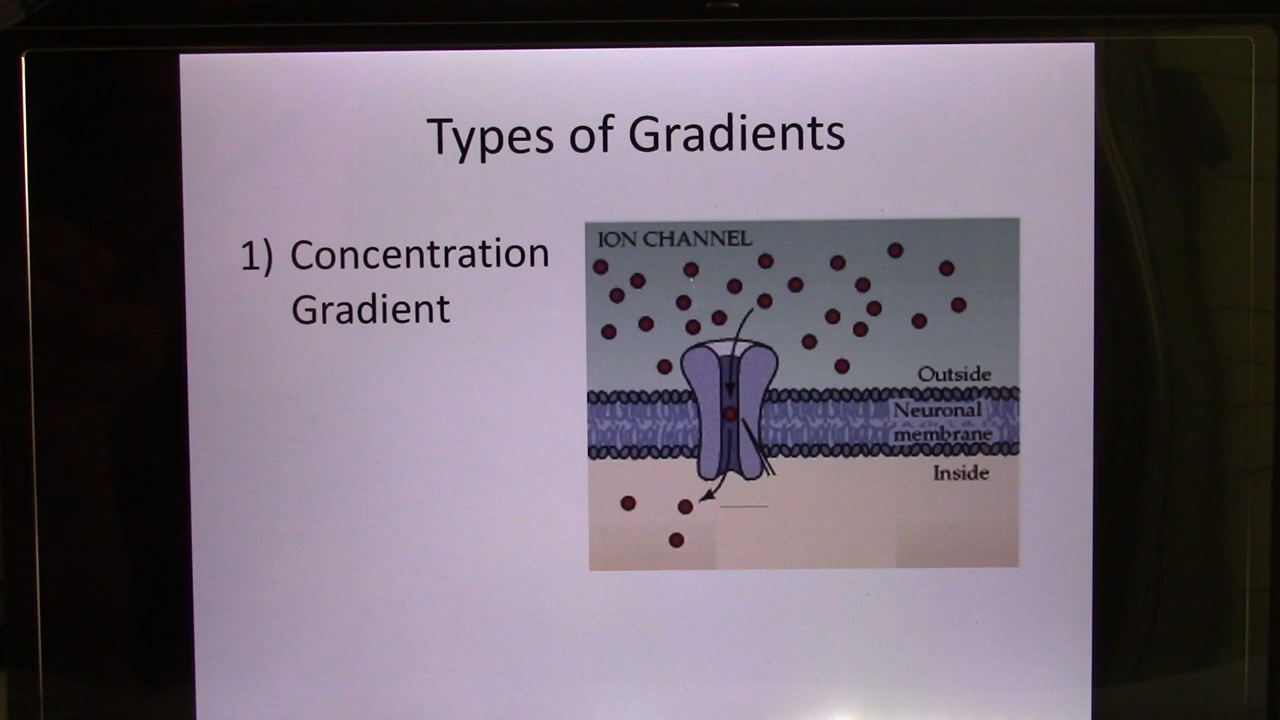 Types of Gradients
1) Concentration
Gradient
ION CHANNEL
Outside
Neuronal
membrane
Inside